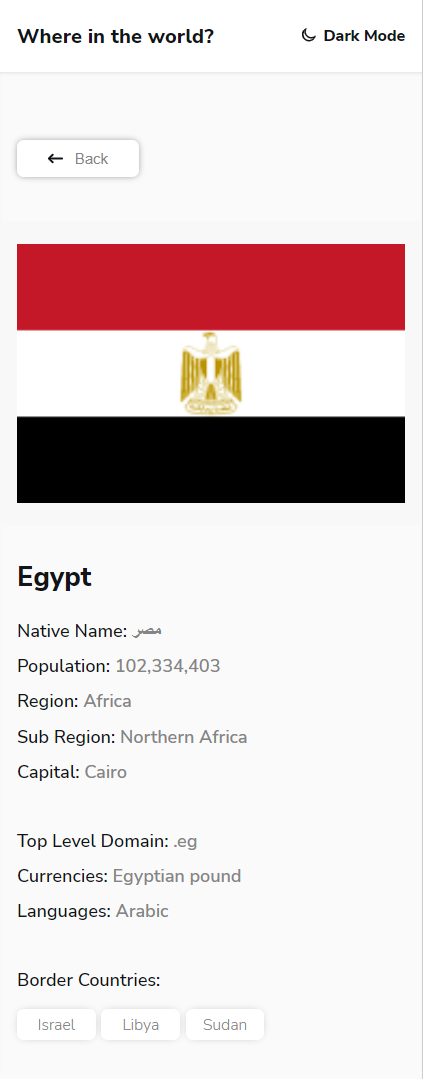 Where in the world?
Dark Mode
Back
Egypt
Native Name: مصر
Population: 102,334,403
Region: Africa
Sub Region: Northern Africa
Capital: Cairo
Top Level Domain: .eg
Currencies: Egyptian pound
Languages: Arabic
Border Countries:
Israel Libya Sudan